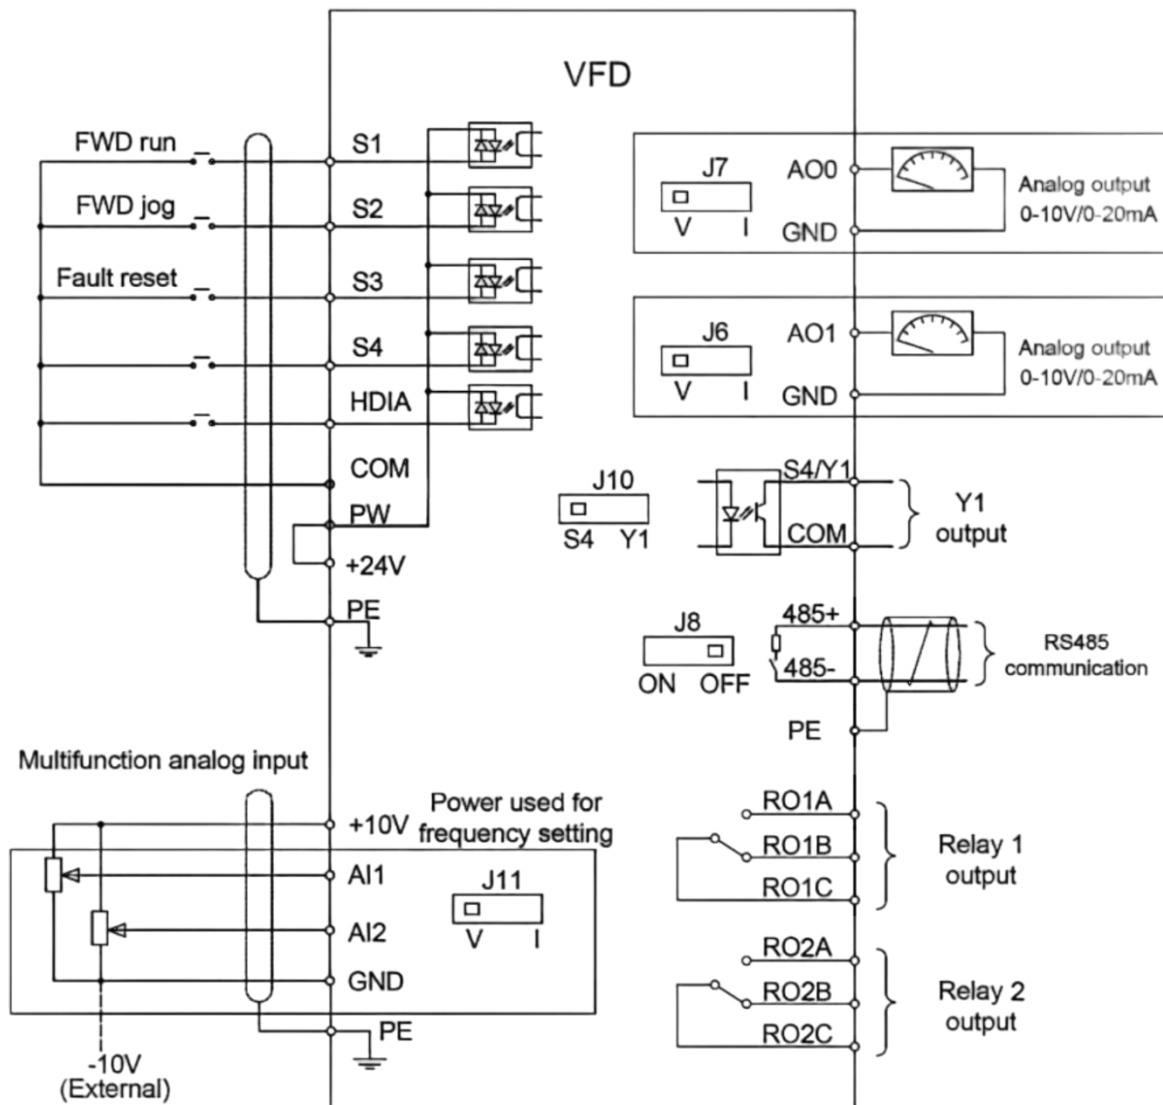 VFD
FWD run
S1
FWD jog
S2
Fault reset
S3
S4
HDIA
COM
PW
+24V
PE
J7
V I
AO0
GND
Analog output
0-10V/0-20mA
J6
V I
AO1
GND
Analog output
0-10V/0-20mA
J10
S4 Y1
S4/Y1
COM
Y1
output
J8
ON OFF
485+
485-
PE
RS485
communication
Multifunction analog input
+10V
Power used for
frequency setting
AI1
AI2
GND
J11
V I
PE
-10V
(External)
RO1A
RO1B
RO1C
Relay 1
output
RO2A
RO2B
RO2C
Relay 2
output